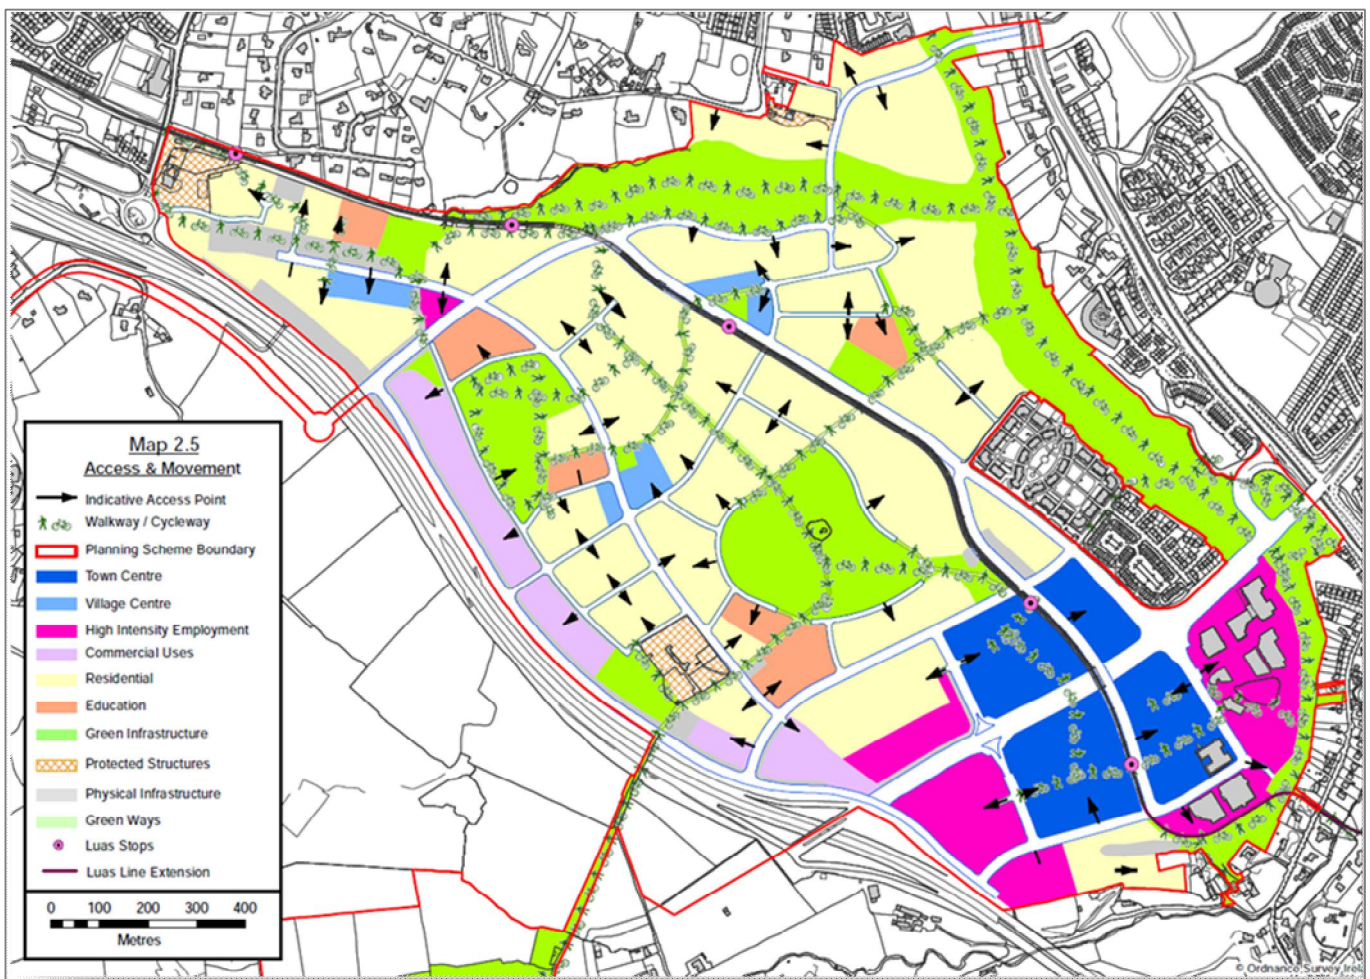 Map 2.5
Access & Movement
Indicative Access Point
Walkway / Cycleway
Planning Scheme Boundary
Town Centre
Village Centre
High Intensity Employment
Commercial Uses
Residential
Education
Green Infrastructure
Protected Structures
Physical Infrastructure
Green Ways
Luas Stops
Luas Line Extension
0 100 200 300 400
Metres
© Ordnance Survey Irel